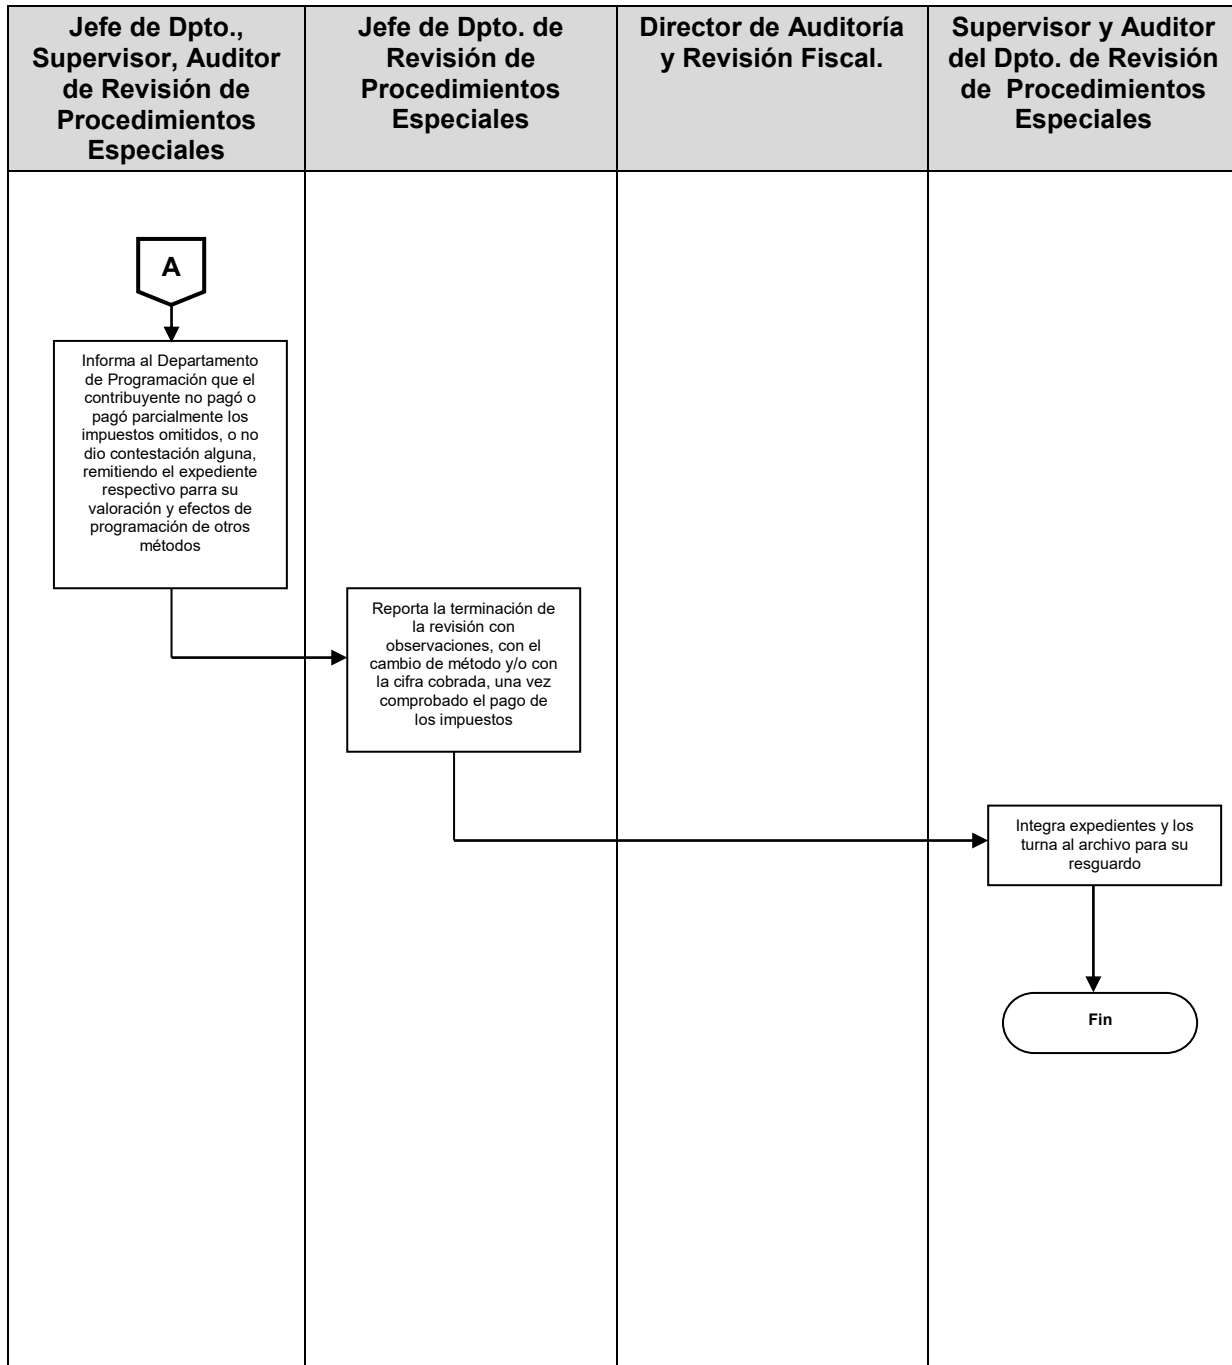 Jefe de Dpto.,
Supervisor, Auditor
de Revisión de
Procedimientos
Especiales
Jefe de Dpto. de
Revisión de
Procedimientos
Especiales
Director de Auditoría
y Revisión Fiscal.
Supervisor y Auditor
del Dpto. de Revisión
de Procedimientos
Especiales
A
Informa al Departamento
de Programación que el
contribuyente no pagó o
pagó parcialmente los
impuestos omitidos, o no
dio contestación alguna,
remitiendo el expediente
respectivo parra su
valoración y efectos de
programación de otros
métodos
Reporta la terminación de
la revisión con
observaciones, con el
cambio de método y/o con
la cifra cobrada, una vez
comprobado el pago de
los impuestos
Integra expedientes y los
turna al archivo para su
resguardo
Fin